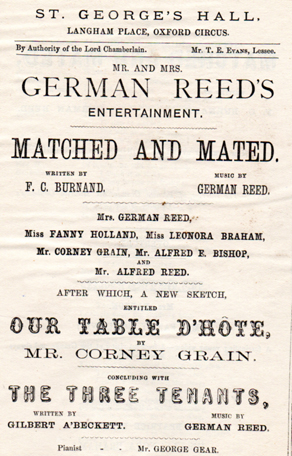 ST. GEORGE'S HALL.
LANGHAM PLACE, OXFORD CIRCUS.
By Authority of the Lord Chamberlain. Mr. T. E. EVANS, Lessee.
MR. AND MRS.
GERMAN REED'S
ENTERTAINMENT.
MATCHED AND MATED.
WRITTEN BY MUSIC BY
F. C. BURNAND. GERMAN REED.
Mrs. GERMAN REED,
Miss FANNY HOLLAND, Miss LEONORA BRAHAM,
Mr. CORNEY GRAIN, Mr. ALFRED E. BISHOP,
AND
Mr. ALFRED REED.
AFTER WHICH, A NEW SKETCH,
ENTITLED
OUR TABLE D'HÔTE,
BY
MR. CORNEY GRAIN.
CONCLUDING WITH
THE THREE TENANTS,
WRITTEN BY MUSIC BY
GILBERT A'BECKETT. GERMAN REED.
Pianist - - Mr. GEORGE GEAR.